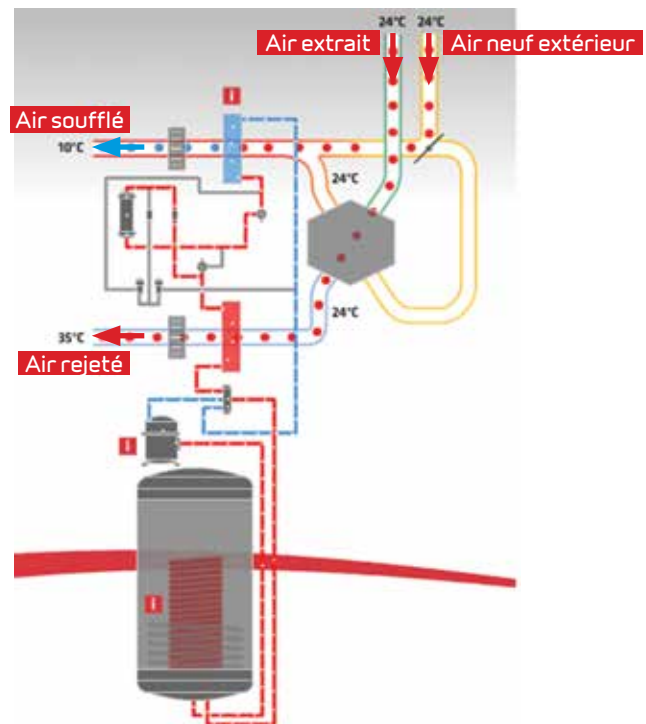 24°C 24°C
Air extrait Air neuf extérieur
i
Air soufflé
10°C
24°C
24°C
35°C
Air rejeté
i
i